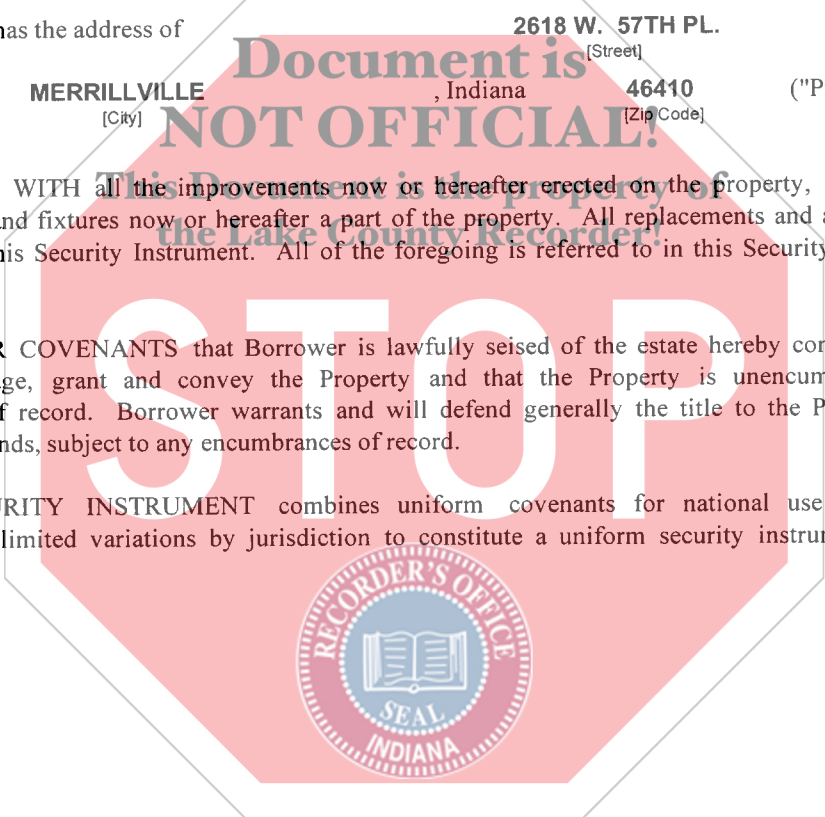 has the address of 2618 W. 57TH PL.
[Street]
MERRILLVILLE , Indiana 46410 ("P
[City] [Zip Code]
Document is
NOT OFFICIAL!
This Document is the property of
the Lake County Recorder!
WITH all the improvements now or hereafter erected on the property,
and fixtures now or hereafter a part of the property. All replacements and a
his Security Instrument. All of the foregoing is referred to in this Security
R COVENANTS that Borrower is lawfully seised of the estate hereby con
ge, grant and convey the Property and that the Property is unencum
f record. Borrower warrants and will defend generally the title to the P
nds, subject to any encumbrances of record.
STOP
URITY INSTRUMENT combines uniform covenants for national use
limited variations by jurisdiction to constitute a uniform security instru
RECORDER'S OFFICE
SEAL
INDIANA